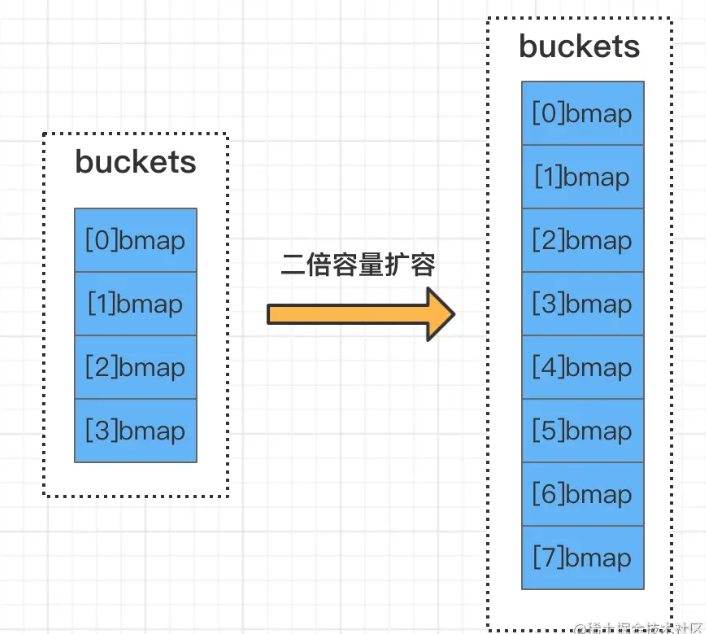 buckets
[0]bmap
[1]bmap
[2]bmap
[3]bmap
二倍容量扩容
buckets
[0]bmap
[1]bmap
[2]bmap
[3]bmap
[4]bmap
[5]bmap
[6]bmap
[7]bmap
@稀土掘金技术社区